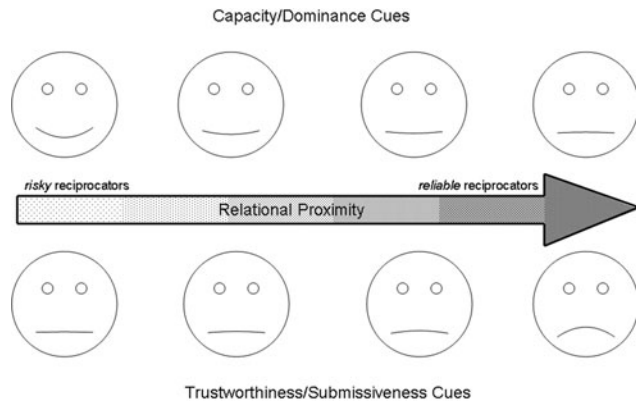 Capacity/Dominance Cues
risky reciprocators
reliable reciprocators
Relational Proximity
Trustworthiness/Submissiveness Cues